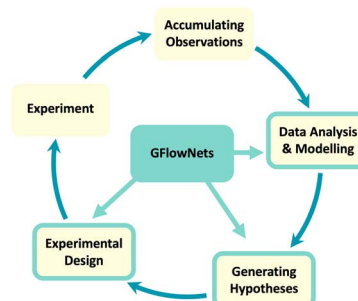 Accumulating
Observations
Experiment
Data Analysis
& Modelling
GFlowNets
Experimental
Design
Generating
Hypotheses